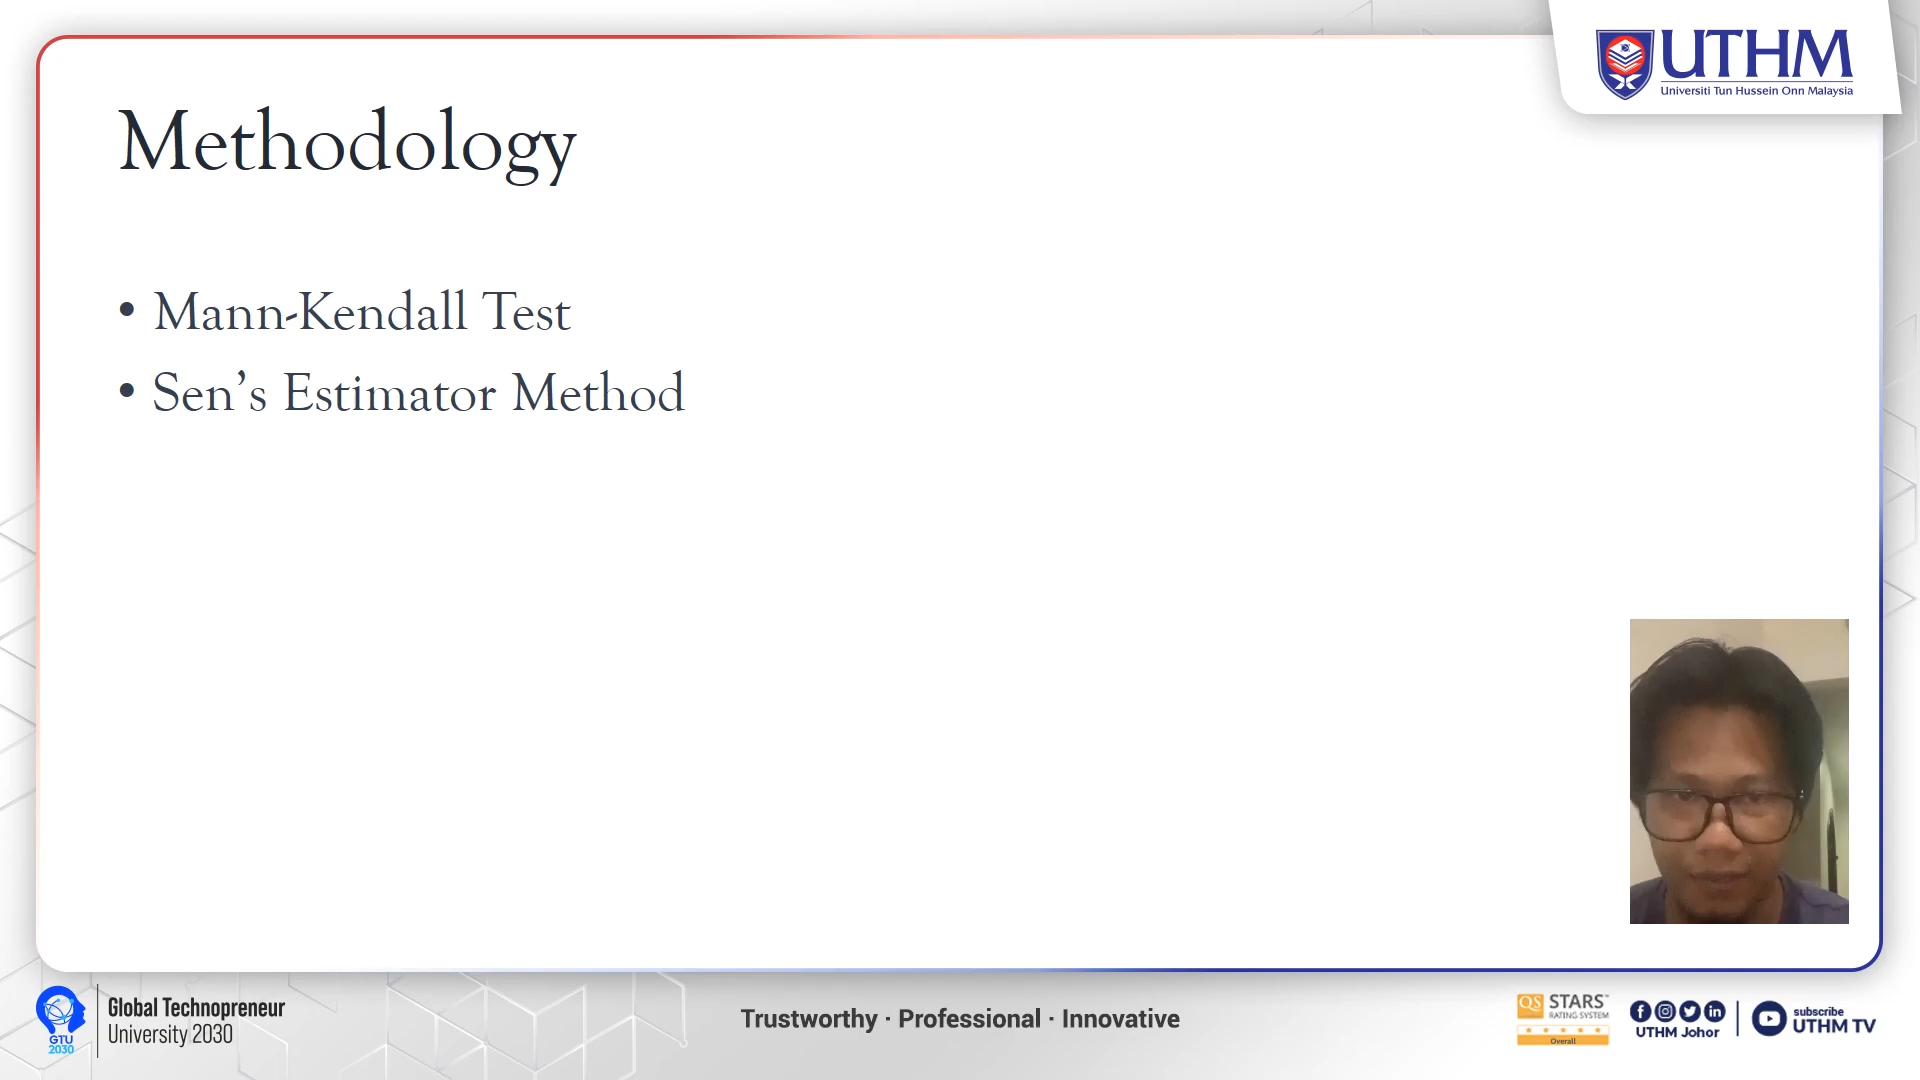 UTHM
Universiti Tun Hussein Onn Malaysia
Methodology
• Mann-Kendall Test
• Sen’s Estimator Method
GTU
2030
Global Technopreneur
University 2030
Trustworthy · Professional · Innovative
QS STARS™
RATING SYSTEM
Overall
UTHM Johor
subscribe
UTHM TV